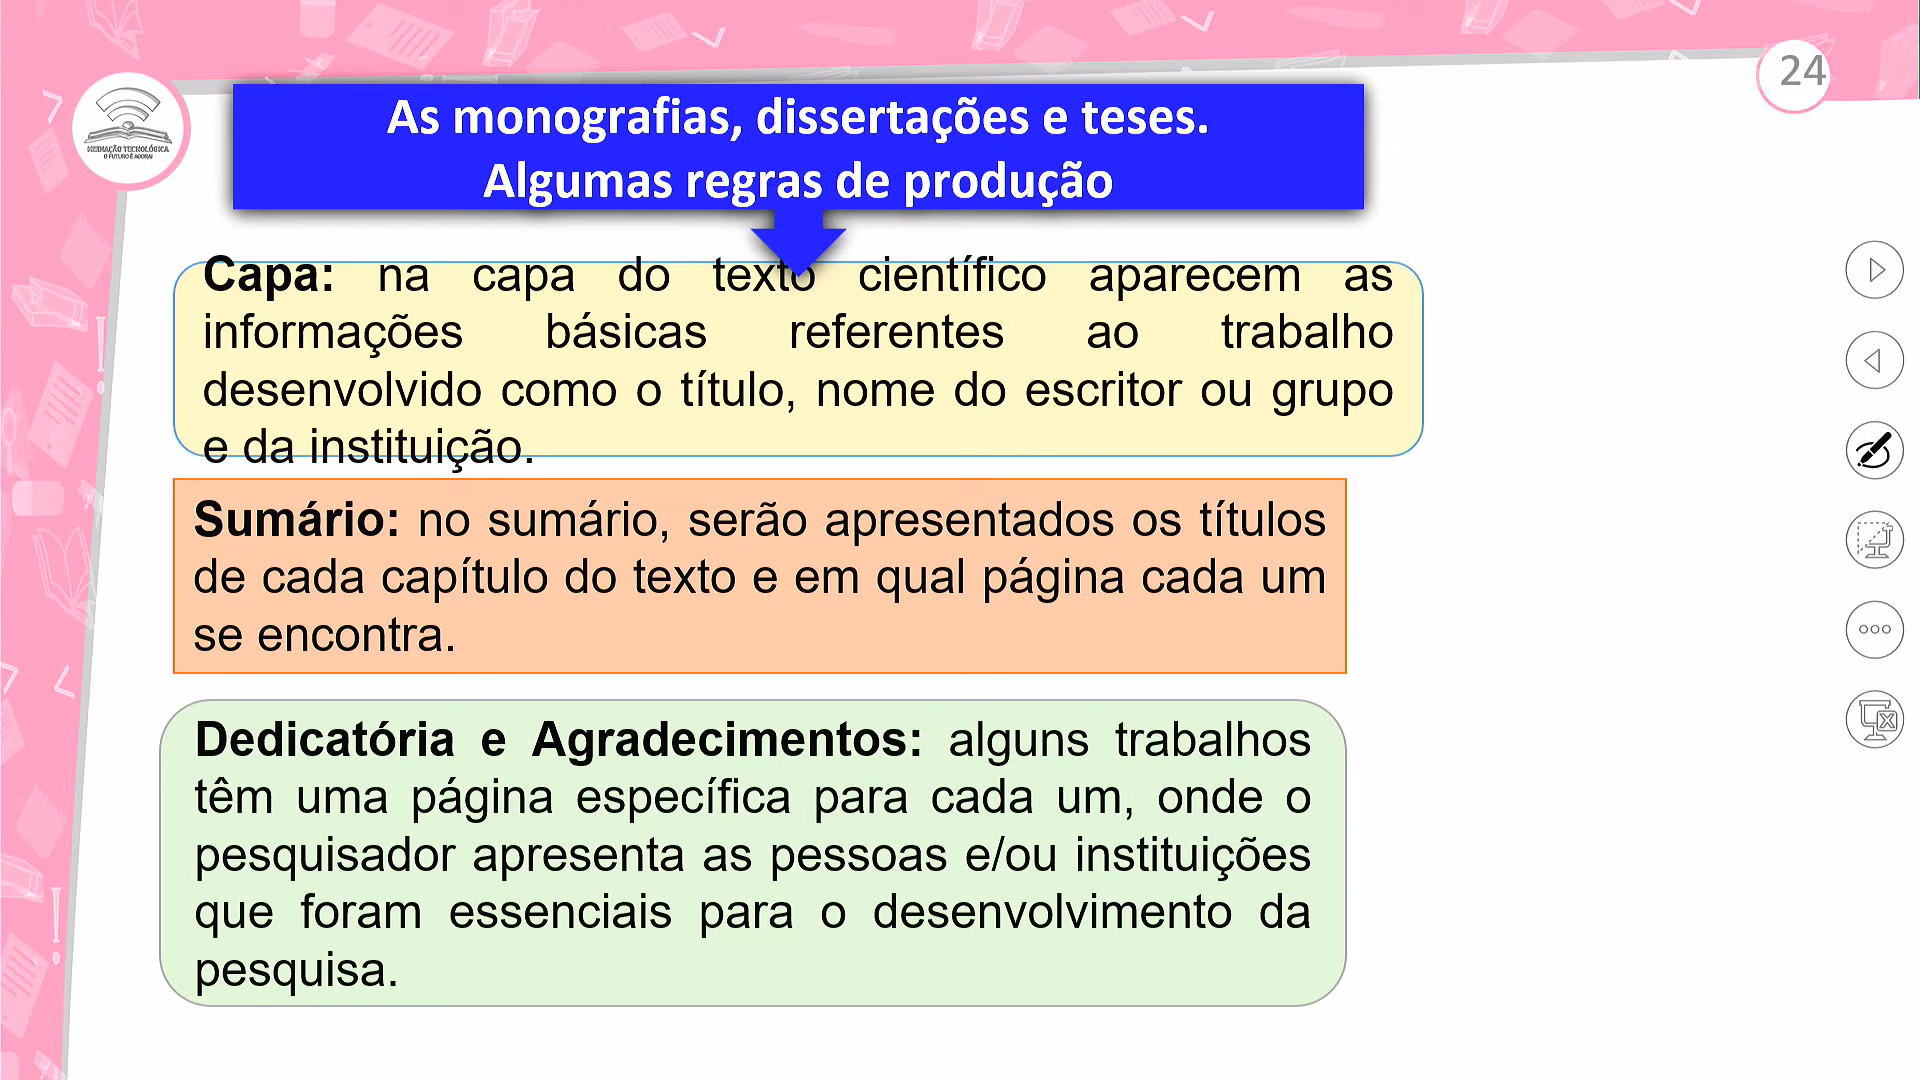 24
MEDIAÇÃO TECNOLÓGICA
O FUTURO É AGORA!
As monografias, dissertações e teses.
Algumas regras de produção
Capa: na capa do texto científico aparecem as
informações básicas referentes ao trabalho
desenvolvido como o título, nome do escritor ou grupo
e da instituição.
Sumário: no sumário, serão apresentados os títulos
de cada capítulo do texto e em qual página cada um
se encontra.
Dedicatória e Agradecimentos: alguns trabalhos
têm uma página específica para cada um, onde o
pesquisador apresenta as pessoas e/ou instituições
que foram essenciais para o desenvolvimento da
pesquisa.